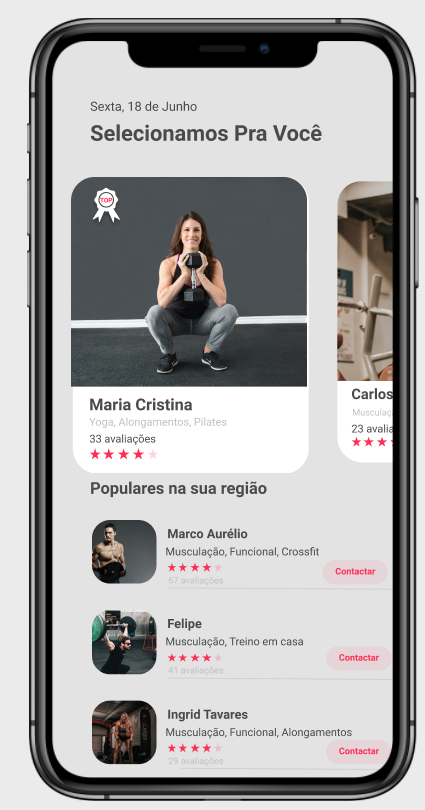 Sexta, 18 de Junho
Selecionamos Pra Você
TOP
Maria Cristina
Yoga, Alongamentos, Pilates
33 avaliações
Carlos
Musculaç
23 avalia
Populares na sua região
Marco Aurélio
Musculação, Funcional, Crossfit
67 avaliações
Contactar
Felipe
Musculação, Treino em casa
41 avaliações
Contactar
Ingrid Tavares
Musculação, Funcional, Alongamentos
29 avaliações
Contactar